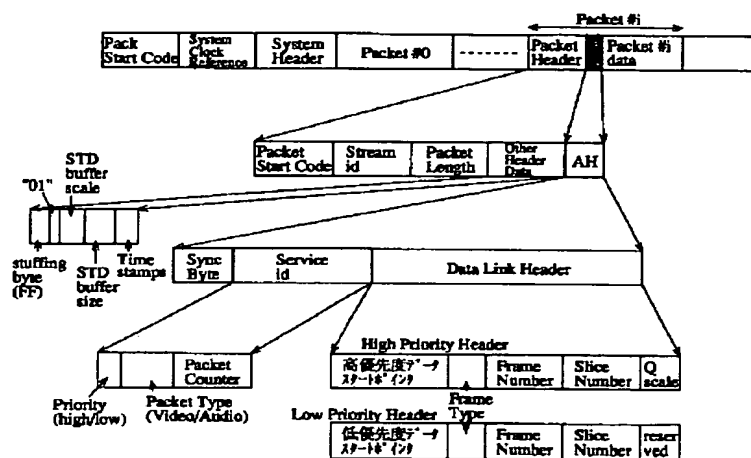 Packet #i
Pack
Start Code
System
Clock
Reference
System
Header
Packet #0
Packet
Header
Packet #i
data
STD
buffer
scale
"01"
Packet
Start Code
Stream
id
Packet
Length
Other
Header
Data
AH
stuffing
byte
(FF)
STD
buffer
size
Time
stamps
Sync
Byte
Service
id
Data Link Header
High Priority Header
Packet
Counter
高優先度データ
スタートポインタ
Frame
Number
Slice
Number
Q
scale
Priority
(high/low)
Packet Type
(Video/Audio)
Frame
Type
Low Priority Header
低優先度データ
スタートポインタ
Frame
Number
Slice
Number
reser
ved